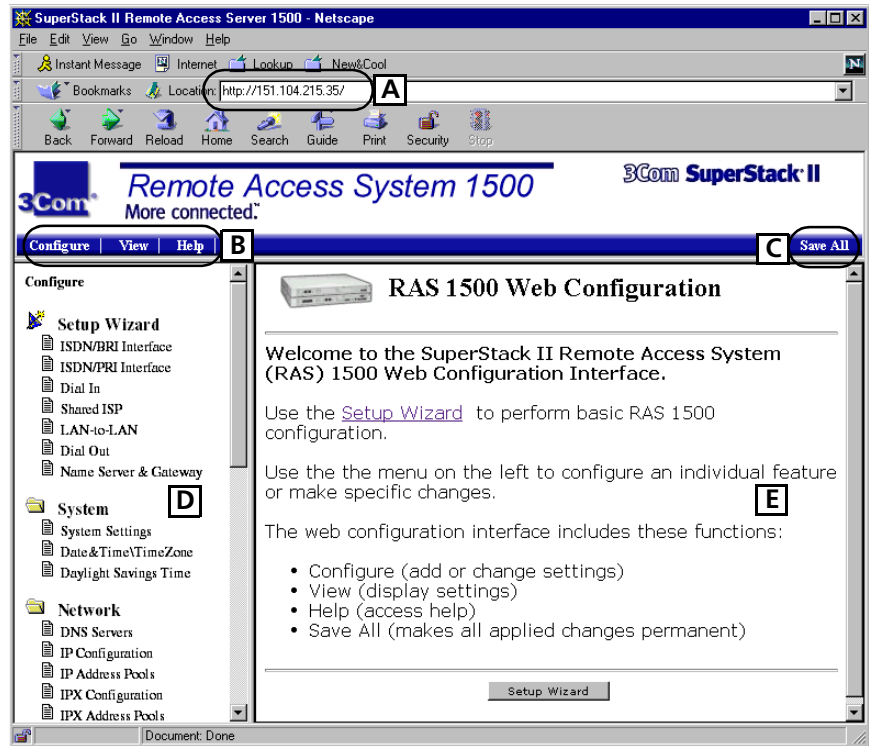 SuperStack II Remote Access Server 1500 - Netscape
File Edit View Go Window Help
Instant Message Internet Lookup New&Cool
Bookmarks Location: http://151.104.215.35/
A
Back Forward Reload Home Search Guide Print Security Stop
3Com
Remote Access System 1500
More connected.™
3Com SuperStack II
Configure | View | Help |
B
C
Save All
Configure
Setup Wizard
ISDN/BRI Interface
ISDN/PRI Interface
Dial In
Shared ISP
LAN-to-LAN
Dial Out
Name Server & Gateway
D
System
System Settings
Date&Time\TimeZone
Daylight Savings Time
Network
DNS Servers
IP Configuration
IP Address Pools
IPX Configuration
IPX Address Pools
RAS 1500 Web Configuration
Welcome to the SuperStack II Remote Access System
(RAS) 1500 Web Configuration Interface.
Use the Setup Wizard to perform basic RAS 1500
configuration.
Use the the menu on the left to configure an individual feature
or make specific changes.
E
The web configuration interface includes these functions:
• Configure (add or change settings)
• View (display settings)
• Help (access help)
• Save All (makes all applied changes permanent)
Setup Wizard
Document: Done